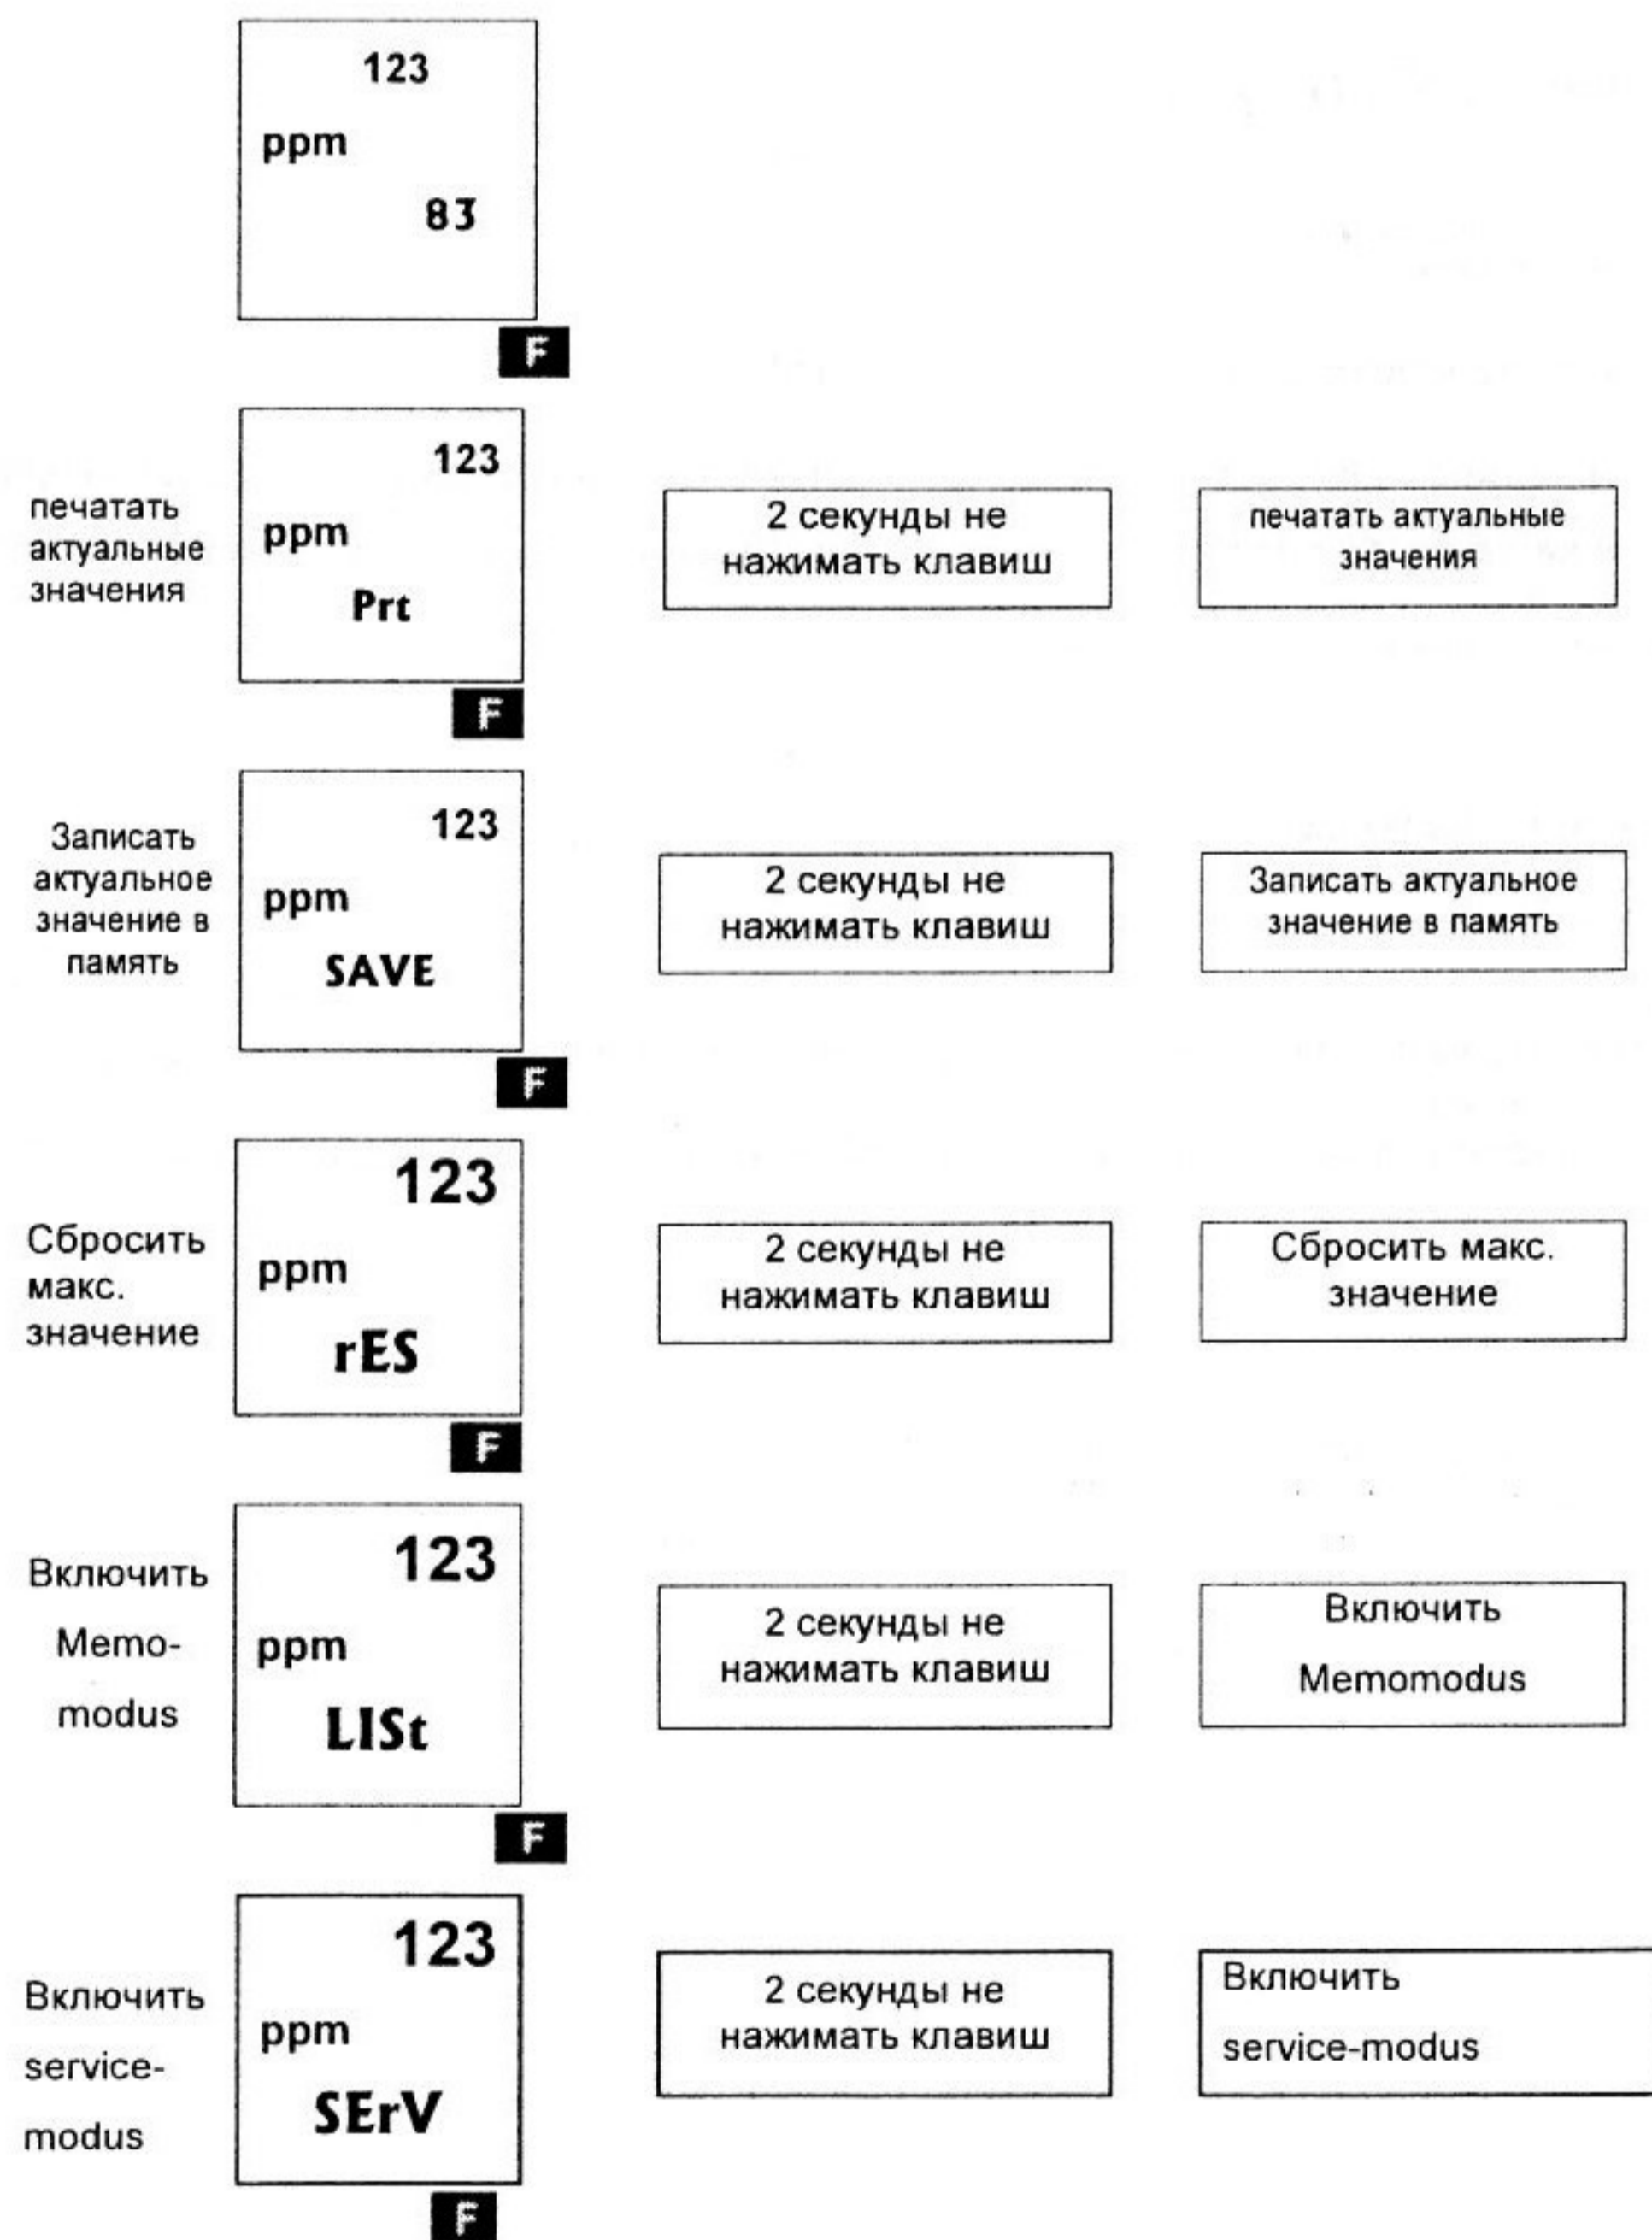 123
ppm
83
F
печатать
актуальные
значения
123
ppm
Prt
2 секунды не
нажимать клавиш
печатать актуальные
значения
F
Записать
актуальное
значение в
память
123
ppm
SAVE
2 секунды не
нажимать клавиш
Записать актуальное
значение в память
F
Сбросить
макс.
значение
123
ppm
rES
2 секунды не
нажимать клавиш
Сбросить макс.
значение
F
Включить
Memo-
modus
123
ppm
LISt
2 секунды не
нажимать клавиш
Включить
Memomodus
F
Включить
service-
modus
123
ppm
SErV
2 секунды не
нажимать клавиш
Включить
service-modus
F